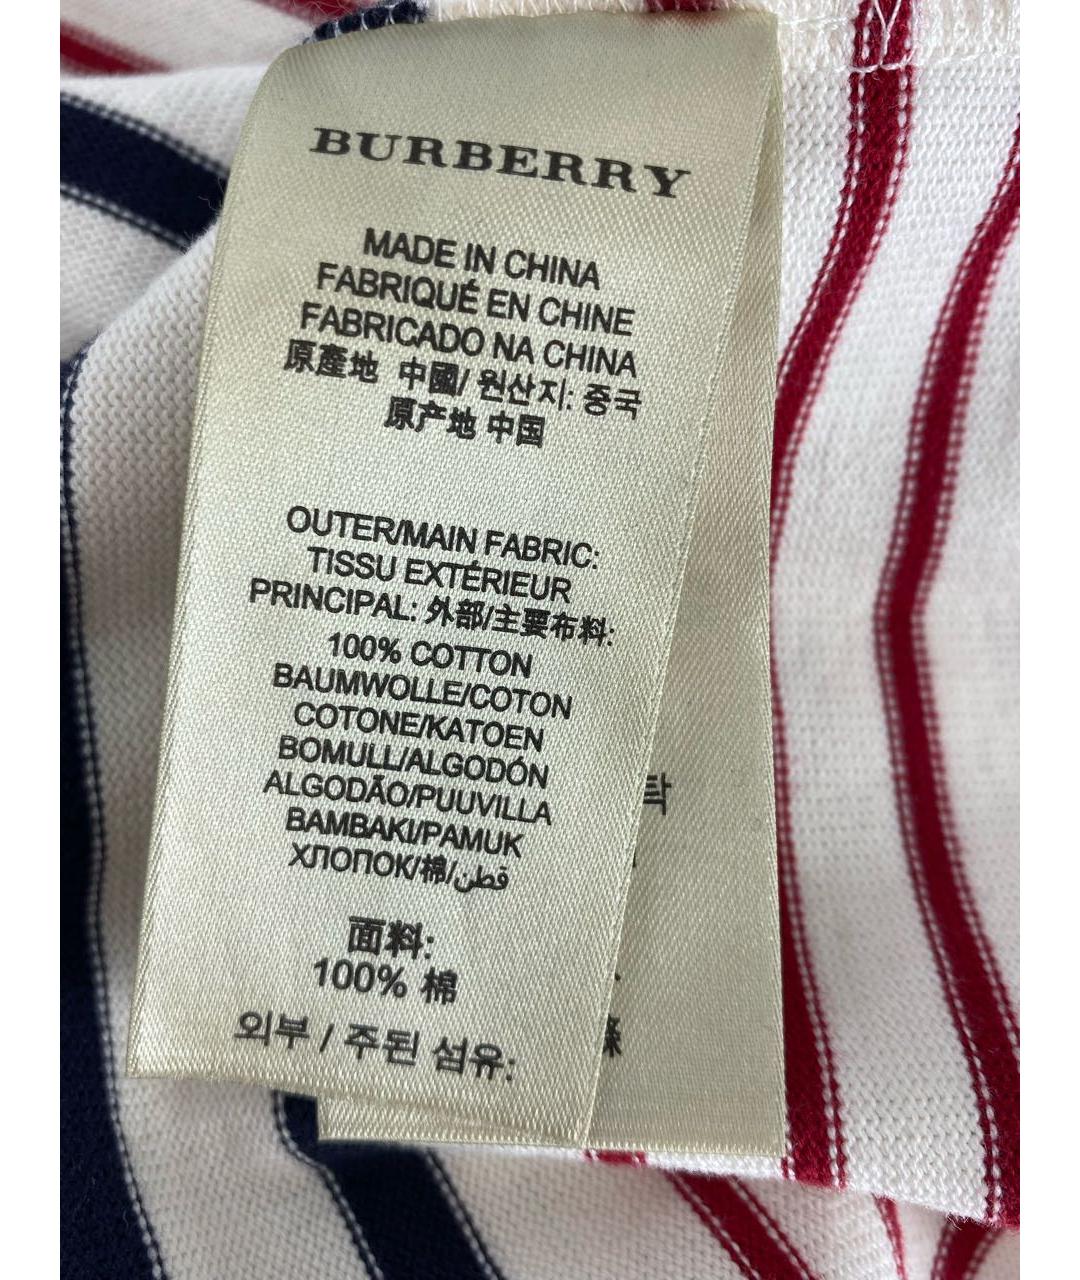 BURBERRY
MADE IN CHINA
FABRIQUÉ EN CHINE
FABRICADO NA CHINA
原產地 中國/ 원산지: 중국
原产地 中国
OUTER/MAIN FABRIC:
TISSU EXTÉRIEUR
PRINCIPAL: 外部/主要布料:
100% COTTON
BAUMWOLLE/COTON
COTONE/KATOEN
BOMULL/ALGODÓN
ALGODÃO/PUUVILLA
BAMBAKI/PAMUK
ХЛОПОК/棉/قطن
面料:
100% 棉
외부 / 주된 섬유:
탁